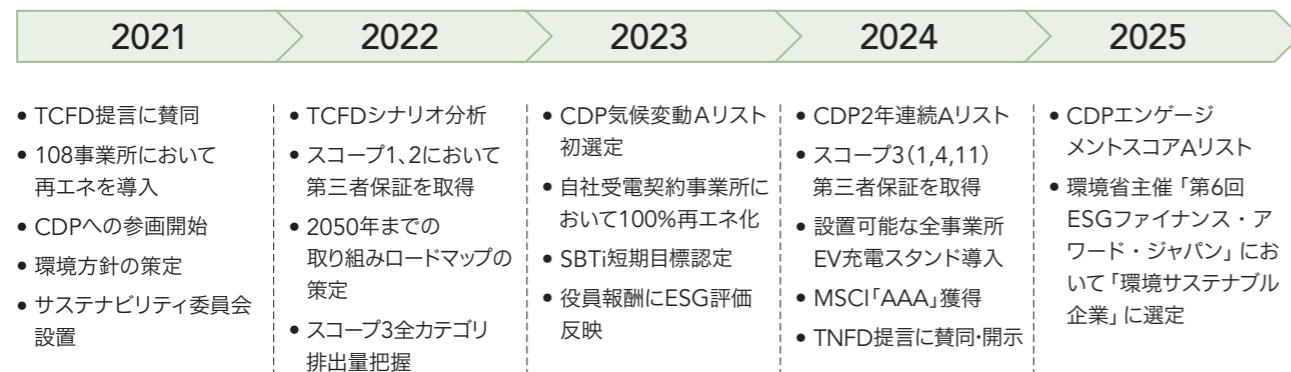 2021
2022
2023
2024
2025
• TCFD提言に賛同
• 108事業所において
再エネを導入
• CDPへの参画開始
• 環境方針の策定
• サステナビリティ委員会
設置
• TCFDシナリオ分析
• スコープ1、2において
第三者保証を取得
• 2050年までの
取り組みロードマップの
策定
• スコープ3全カテゴリ
排出量把握
• CDP気候変動Aリスト
初選定
• 自社受電契約事業所に
おいて100%再エネ化
• SBTi短期目標認定
• 役員報酬にESG評価
反映
• CDP2年連続Aリスト
• スコープ3(1,4,11)
第三者保証を取得
• 設置可能な全事業所
EV充電スタンド導入
• MSCI「AAA」獲得
• TNFD提言に賛同・開示
• CDPエンゲージ
メントスコアAリスト
• 環境省主催「第6回
ESGファイナンス・ア
ワード・ジャパン」にお
いて「環境サステナブル
企業」に選定